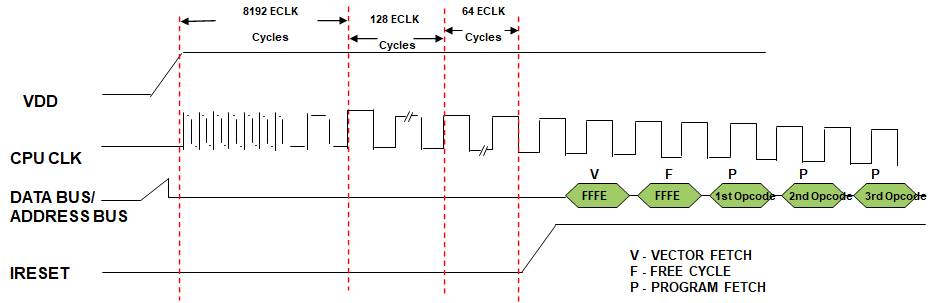 8192 ECLK
Cycles
128 ECLK
Cycles
64 ECLK
Cycles
VDD
CPU CLK
DATA BUS/
ADDRESS BUS
V F P P P
FFFE FFFE 1st Opcode 2nd Opcode 3rd Opcode
IRESET
V - VECTOR FETCH
F - FREE CYCLE
P - PROGRAM FETCH